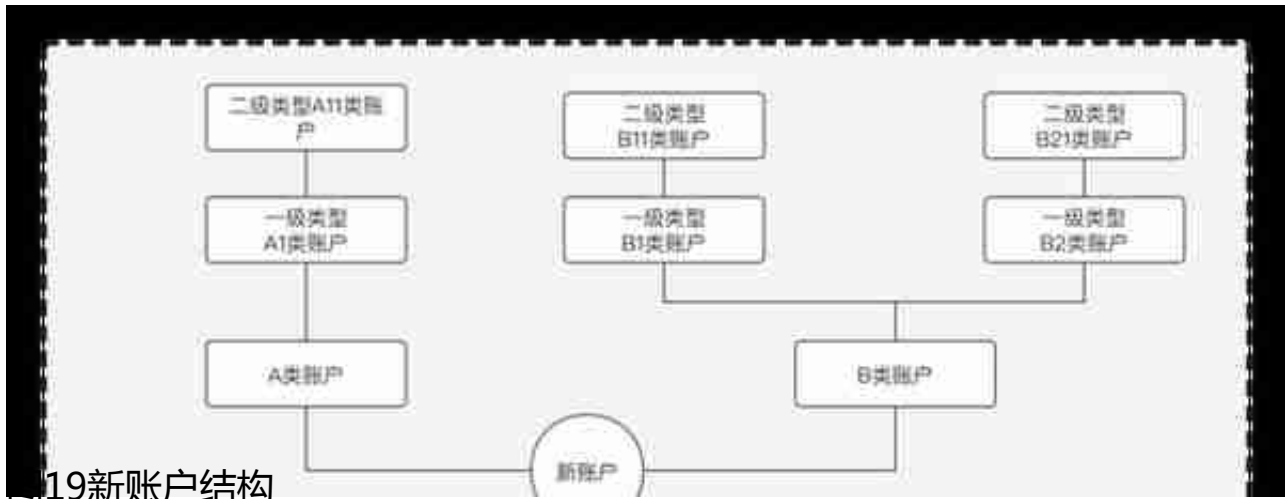 二级类型A11类账
户
二级类型
B11类账户
二级类型
B21类账户
一级类型
A1类账户
一级类型
B1类账户
一级类型
B2类账户
A类账户
B类账户
新账户
19新账户结构